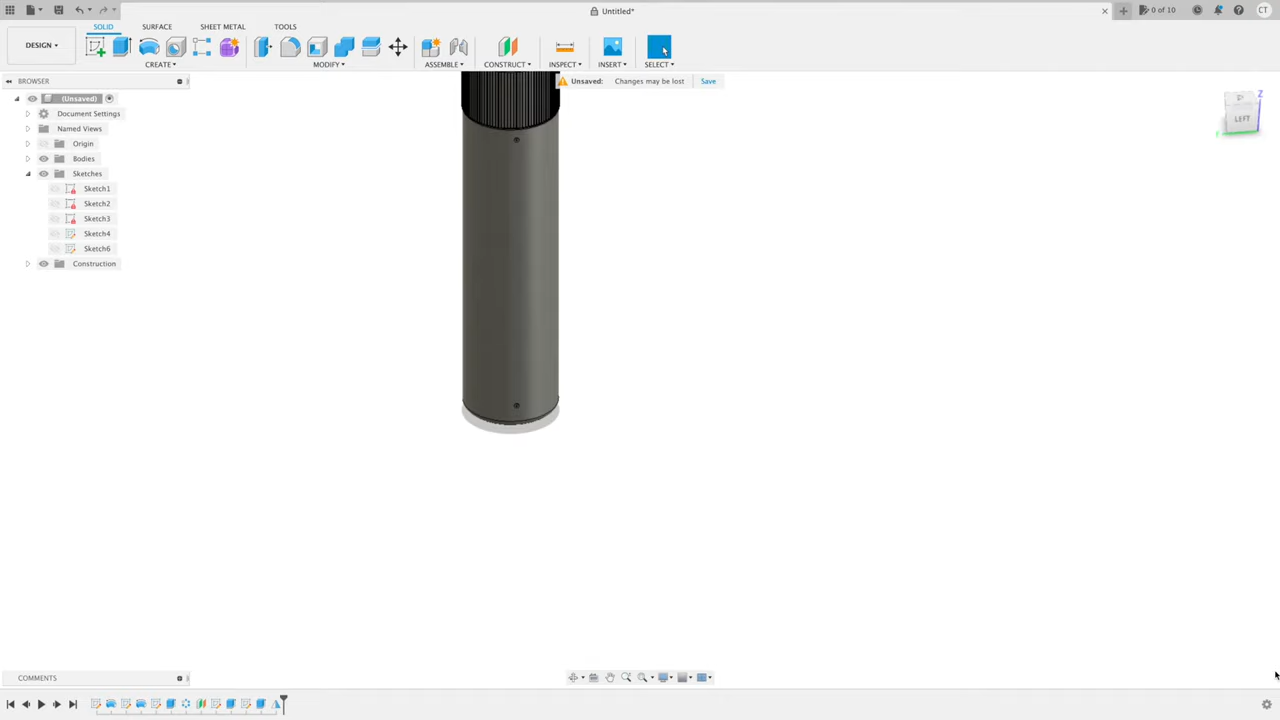 Untitled*
0 of 10
CT
DESIGN
SOLID
SURFACE
SHEET METAL
TOOLS
CREATE
MODIFY
ASSEMBLE
CONSTRUCT
INSPECT
INSERT
SELECT
BROWSER
Unsaved:
Changes may be lost
Save
(Unsaved)
Document Settings
Named Views
Origin
Bodies
Sketches
Sketch1
Sketch2
Sketch3
Sketch4
Sketch6
Construction
Z
LEFT
COMMENTS